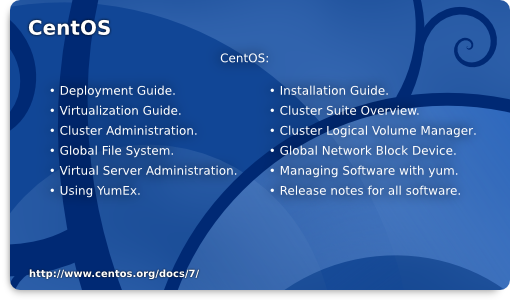 CentOS
CentOS:
• Deployment Guide.
• Virtualization Guide.
• Cluster Administration.
• Global File System.
• Virtual Server Administration.
• Using YumEx.
• Installation Guide.
• Cluster Suite Overview.
• Cluster Logical Volume Manager.
• Global Network Block Device.
• Managing Software with yum.
• Release notes for all software.
http://www.centos.org/docs/7/